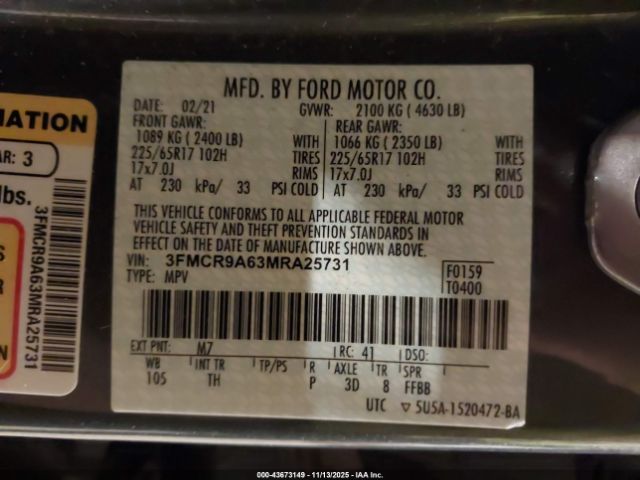 MFD. BY FORD MOTOR CO.
DATE: 02/21 GVWR: 2100 KG ( 4630 LB)
FRONT GAWR: REAR GAWR:
1089 KG ( 2400 LB) WITH 1066 KG ( 2350 LB) WITH
225/65R17 102H TIRES 225/65R17 102H TIRES
17x7.0J RIMS 17x7.0J RIMS
AT 230 kPa/ 33 PSI COLD AT 230 kPa/ 33 PSI COLD
THIS VEHICLE CONFORMS TO ALL APPLICABLE FEDERAL MOTOR
VEHICLE SAFETY AND THEFT PREVENTION STANDARDS IN
EFFECT ON THE DATE OF MANUFACTURE SHOWN ABOVE.
VIN: 3FMCR9A63MRA25731 F0159
TYPE: MPV T0400
EXT PNT: M7 RC: 41 DSO:
WB INT TR TP/PS R AXLE TR SPR
105 TH P 3D 8 FFBB
UTC 5U5A-1520472-BA
MATION
AR: 3
lbs.
S
R
ON
3FMCR9A63MRA25731
000-43673149 - 11/13/2025 - IAA Inc.